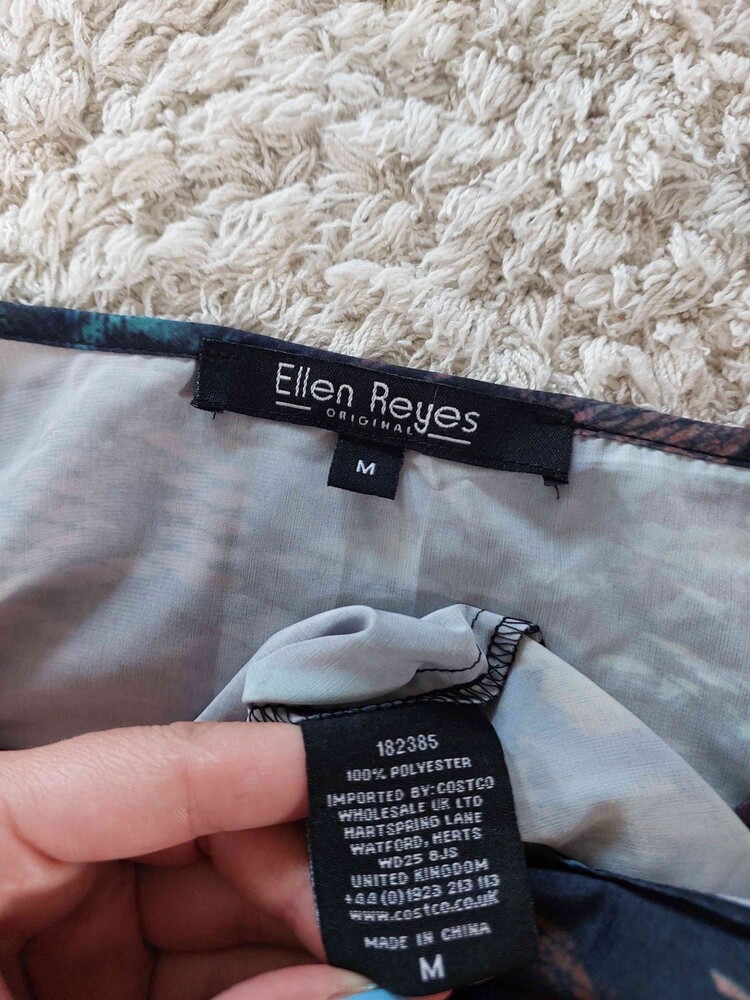 Ellen Reyes
ORIGINAL
M
182385
100% POLYESTER
IMPORTED BY:COSTCO
WHOLESALE UK LTD
HARTSPRING LANE
WATFORD, HERTS
WD25 8JS
UNITED KINGDOM
+44(0)1923 213 113
www.costco.co.uk
MADE IN CHINA
M